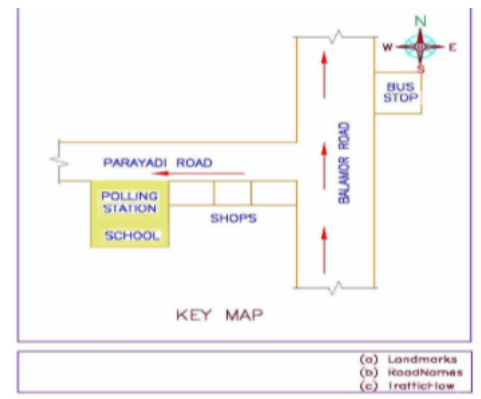 N
W E
S
BUS
STOP
PARAYADI ROAD
BALAMOR ROAD
POLLING
STATION
SCHOOL
SHOPS
KEY MAP
(a) Landmarks
(b) RoadNames
(c) Trafficflow